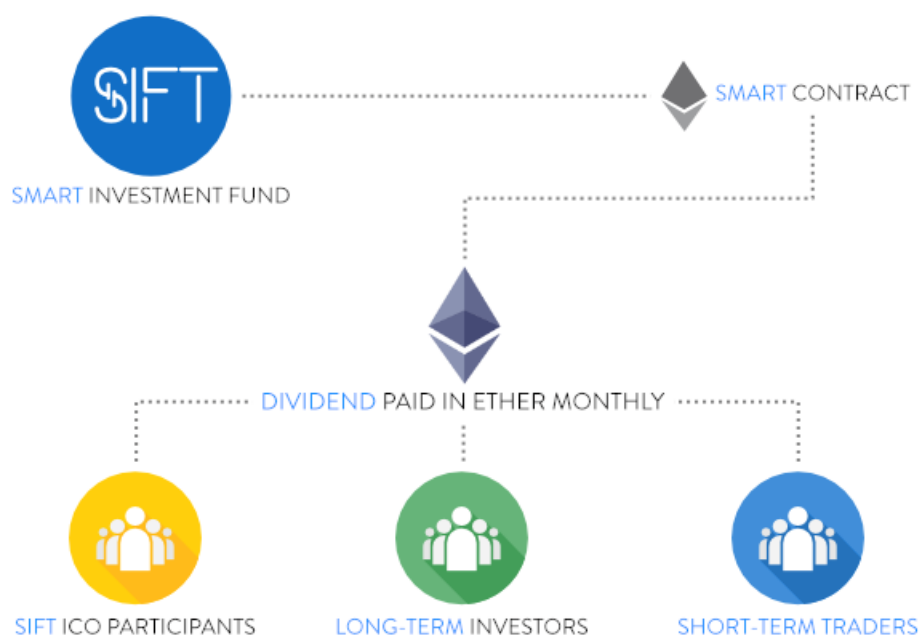 SIFT
SMART CONTRACT
SMART INVESTMENT FUND
DIVIDEND PAID IN ETHER MONTHLY
SIFT ICO PARTICIPANTS
LONG-TERM INVESTORS
SHORT-TERM TRADERS